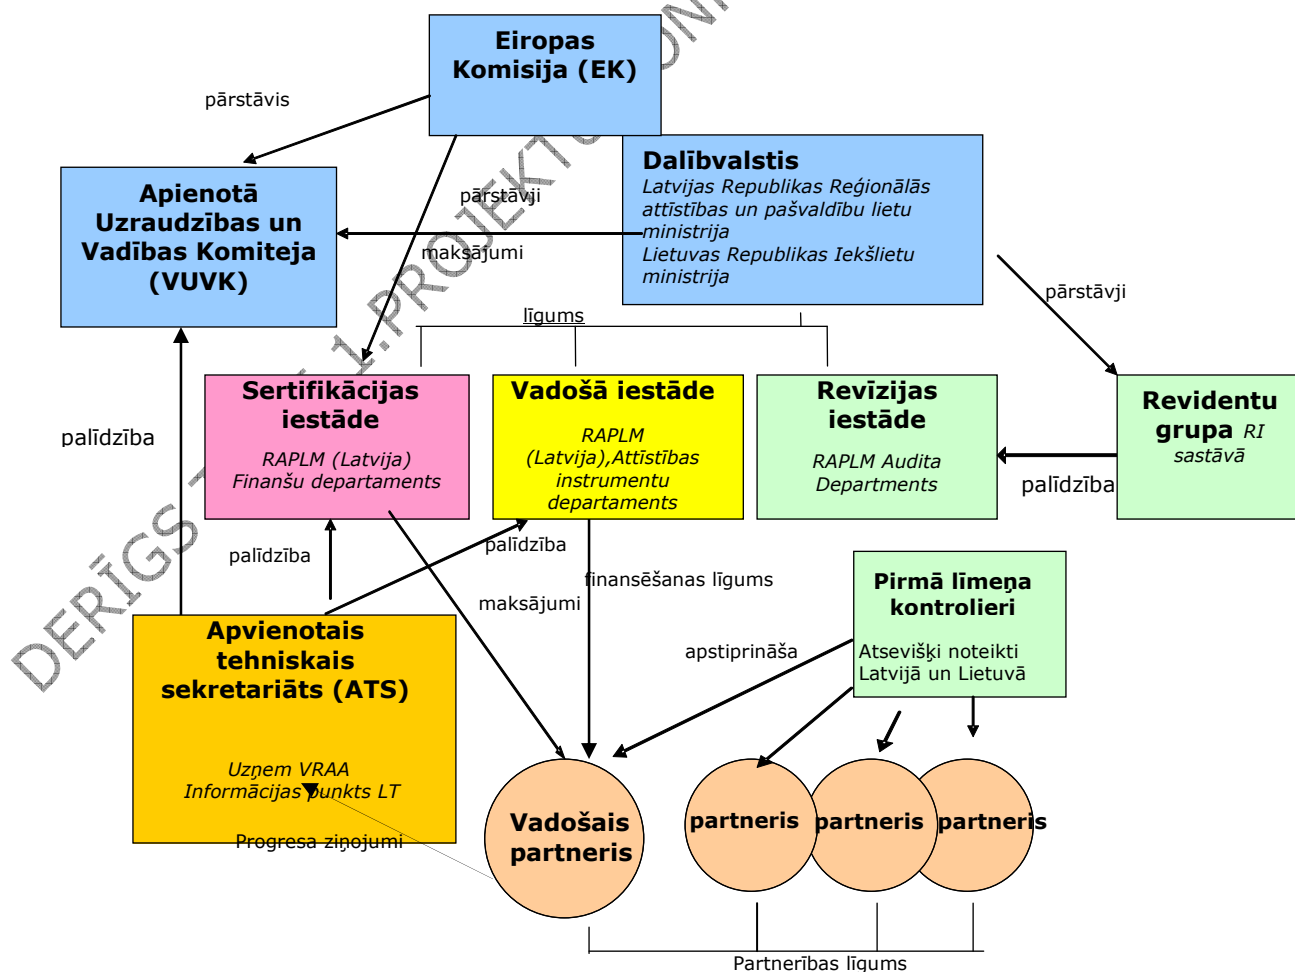 Eiropas
Komisija (EK)
pārstāvis
Dalībvalstis
Latvijas Republikas Reģionālās
attīstības un pašvaldību lietu
ministrija
Lietuvas Republikas Iekšlietu
ministrija
Apienotā
Uzraudzības un
Vadības Komiteja
(VUVK)
pārstāvji
maksājumi
pārstāvji
līgums
Sertifikācijas
iestāde
RAPLM (Latvija)
Finanšu departaments
Vadošā iestāde
RAPLM
(Latvija),Attīstības
instrumentu
departaments
Revīzijas
iestāde
RAPLM Audita
Departments
Revidentu
grupa RI
sastāvā
palīdzība
palīdzība
palīdzība
palīdzība
finansēšanas līgums
maksājumi
Pirmā līmeņa
kontrolieri
Atsevišķi noteikti
Latvijā un Lietuvā
apstiprināša
Apvienotais
tehniskais
sekretariāts (ATS)
Uzņem VRAA
Informācijas punkts LT
Progresa ziņojumi
Vadošais
partneris
partneris
partneris
partneris
Partnerības līgums
DERĪGS
1.PROJEKTU